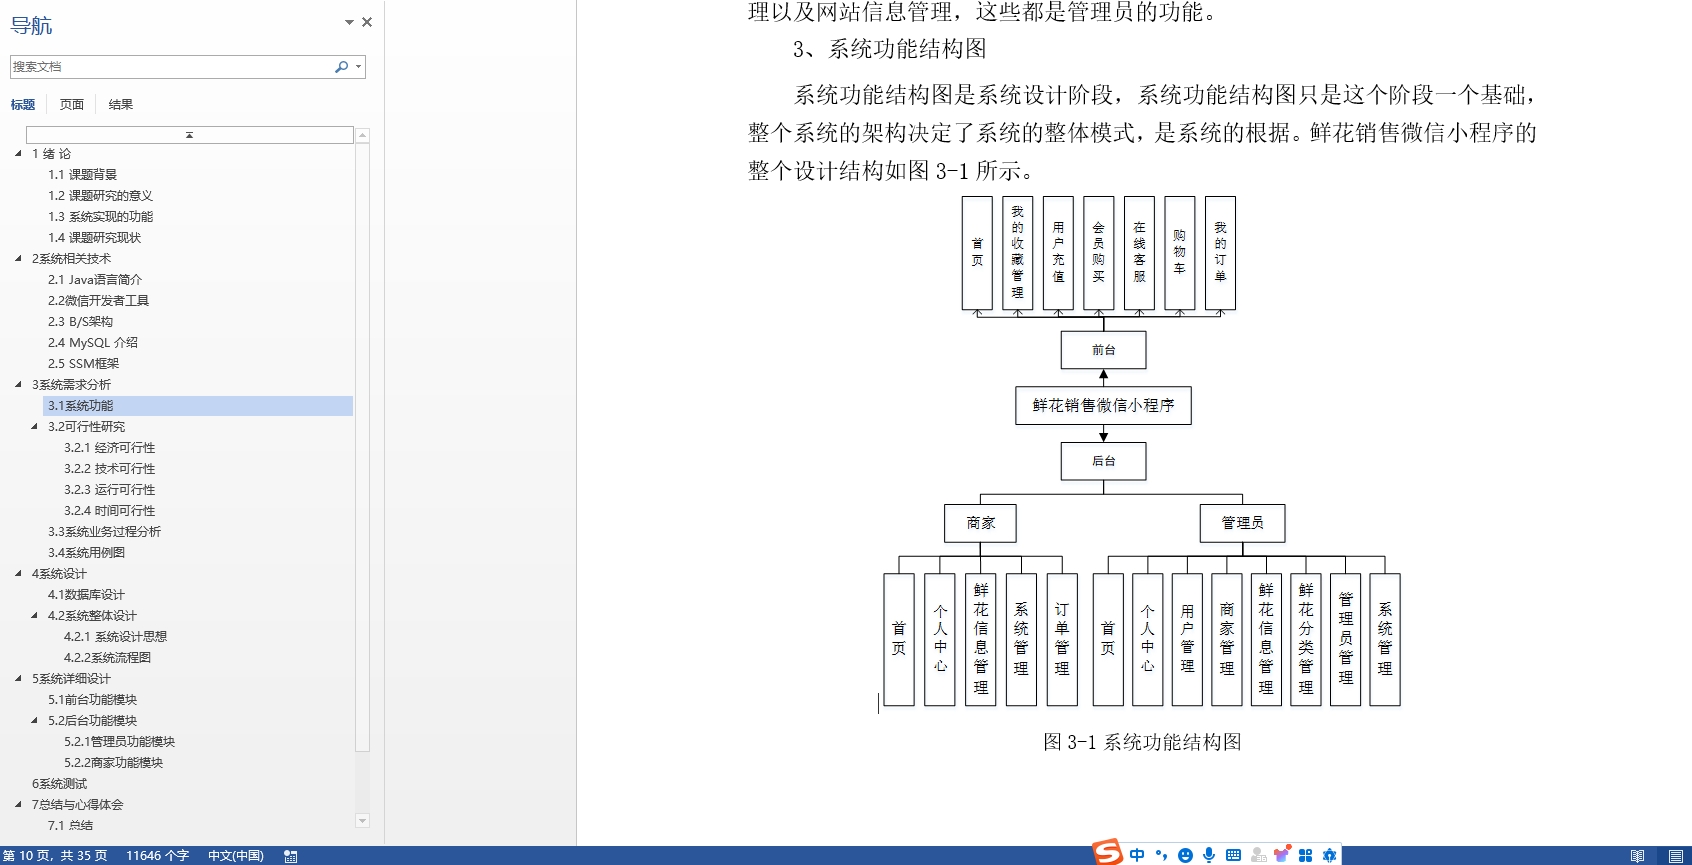 导航
搜索文档
标题 页面 结果
1 绪 论
1.1 课题背景
1.2 课题研究的意义
1.3 系统实现的功能
1.4 课题研究现状
2系统相关技术
2.1 Java语言简介
2.2微信开发者工具
2.3 B/S架构
2.4 MySQL 介绍
2.5 SSM框架
3系统需求分析
3.1系统功能
3.2可行性研究
3.2.1 经济可行性
3.2.2 技术可行性
3.2.3 运行可行性
3.2.4 时间可行性
3.3系统业务过程分析
3.4系统用例图
4系统设计
4.1数据库设计
4.2系统整体设计
4.2.1 系统设计思想
4.2.2系统流程图
5系统详细设计
5.1前台功能模块
5.2后台功能模块
5.2.1管理员功能模块
5.2.2商家功能模块
6系统测试
7总结与心得体会
7.1 总结
理以及网站信息管理，这些都是管理员的功能。
3、系统功能结构图
系统功能结构图是系统设计阶段，系统功能结构图只是这个阶段一个基础，
整个系统的架构决定了系统的整体模式，是系统的根据。鲜花销售微信小程序的
整个设计结构如图 3-1 所示。
首页
我的收藏管理
用户充值
会员购买
在线客服
购物车
我的订单
前台
鲜花销售微信小程序
后台
商家
管理员
首页
个人中心
鲜花信息管理
系统管理
订单管理
首页
个人中心
用户管理
商家管理
鲜花信息管理
鲜花分类管理
管理员管理
系统管理
图 3-1 系统功能结构图
第 10 页，共 35 页 11646 个字 中文(中国)
S 中